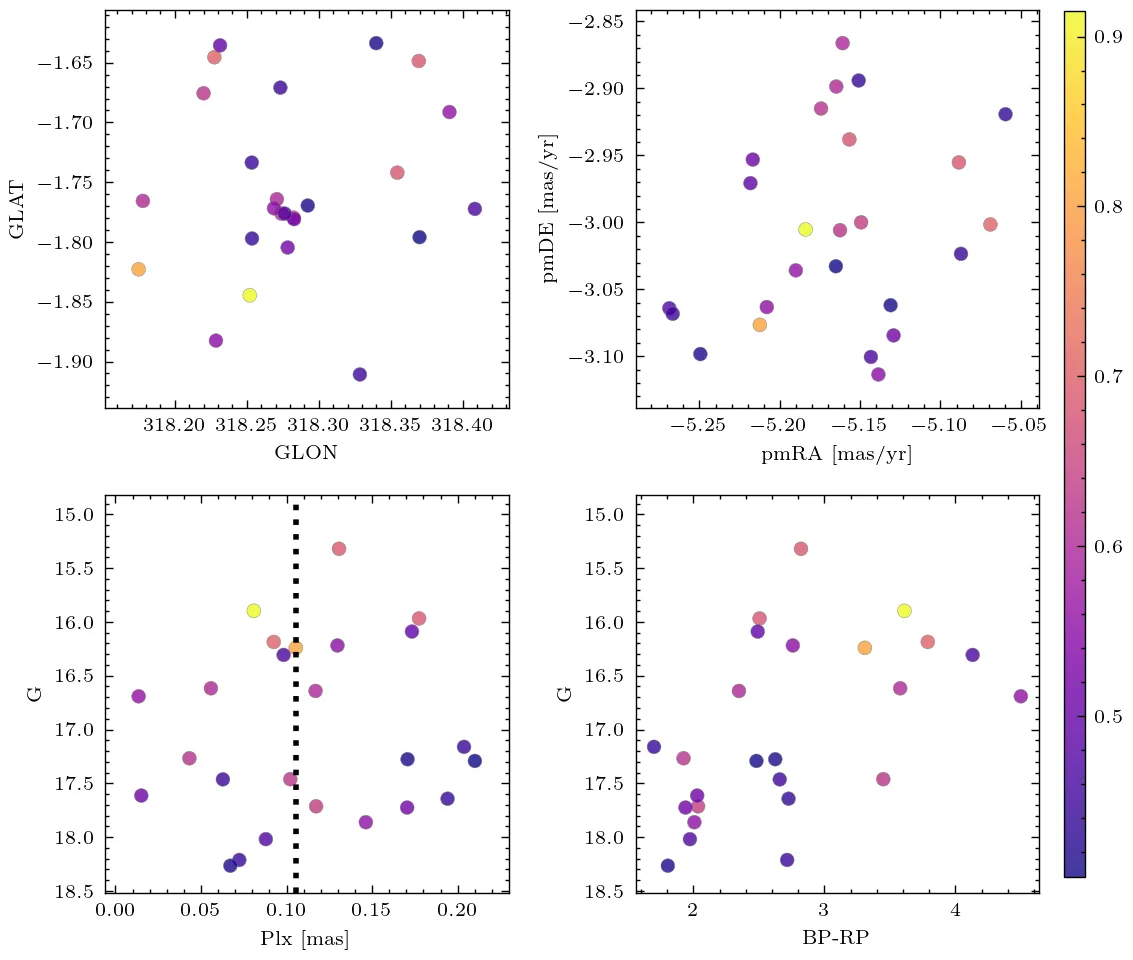 −1.65
−1.70
−1.75
−1.80
−1.85
−1.90
GLAT
318.20 318.25 318.30 318.35 318.40
GLON
−2.85
−2.90
−2.95
−3.00
−3.05
−3.10
pmDE [mas/yr]
−5.25 −5.20 −5.15 −5.10 −5.05
pmRA [mas/yr]
0.9
0.8
0.7
0.6
0.5
15.0
15.5
16.0
16.5
17.0
17.5
18.0
18.5
G
0.00 0.05 0.10 0.15 0.20
Plx [mas]
15.0
15.5
16.0
16.5
17.0
17.5
18.0
18.5
G
2 3 4
BP-RP